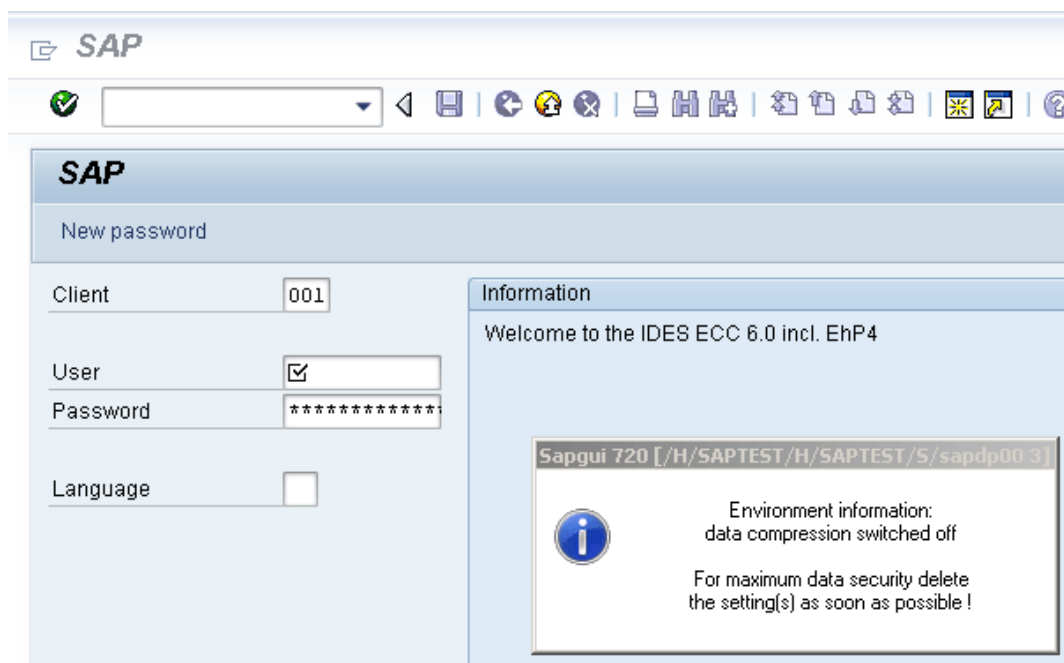 SAP
SAP
New password
Client 001
Information
Welcome to the IDES ECC 6.0 incl. EhP4
User
Password *************
Sapgui 720 [/H/SAPTEST/H/SAPTEST/S/sapdp00 3]
Language
Environment information:
data compression switched off
For maximum data security delete
the setting(s) as soon as possible !